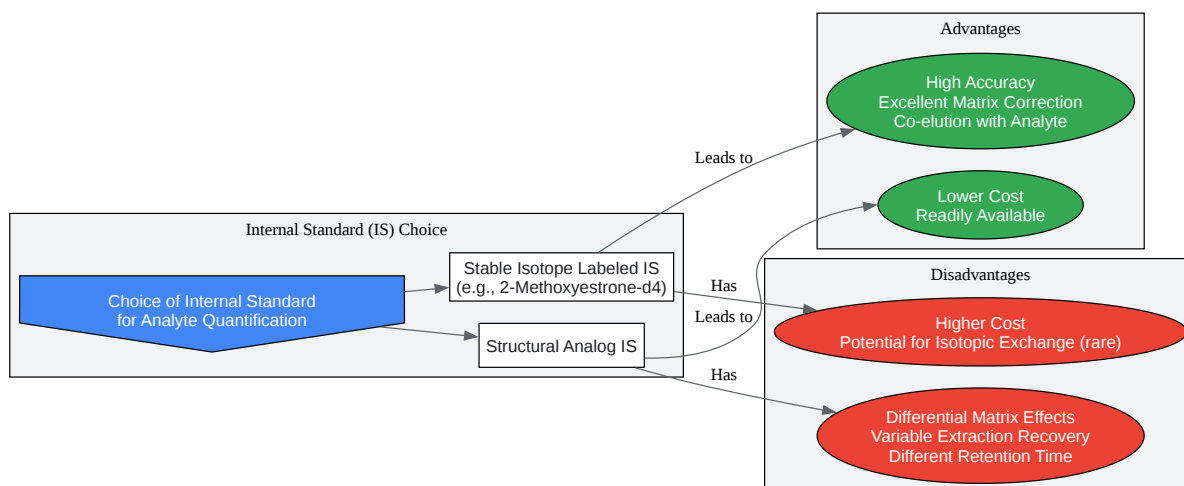 Internal Standard (IS) Choice
Choice of Internal Standard
for Analyte Quantification
Stable Isotope Labeled IS
(e.g., 2-Methoxyestrone-d4)
Structural Analog IS
Leads to
Has
Leads to
Has
Advantages
High Accuracy
Excellent Matrix Correction
Co-elution with Analyte
Lower Cost
Readily Available
Disadvantages
Higher Cost
Potential for Isotopic Exchange (rare)
Differential Matrix Effects
Variable Extraction Recovery
Different Retention Time